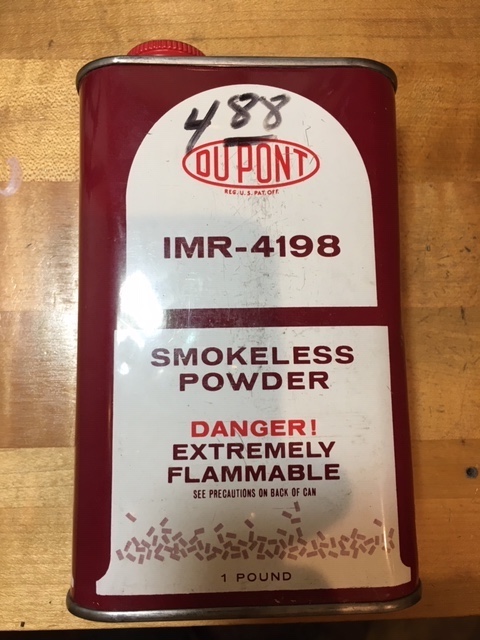 488
DU PONT
REG. U.S. PAT. OFF.
IMR-4198
SMOKELESS
POWDER
DANGER!
EXTREMELY
FLAMMABLE
SEE PRECAUTIONS ON BACK OF CAN
1 POUND